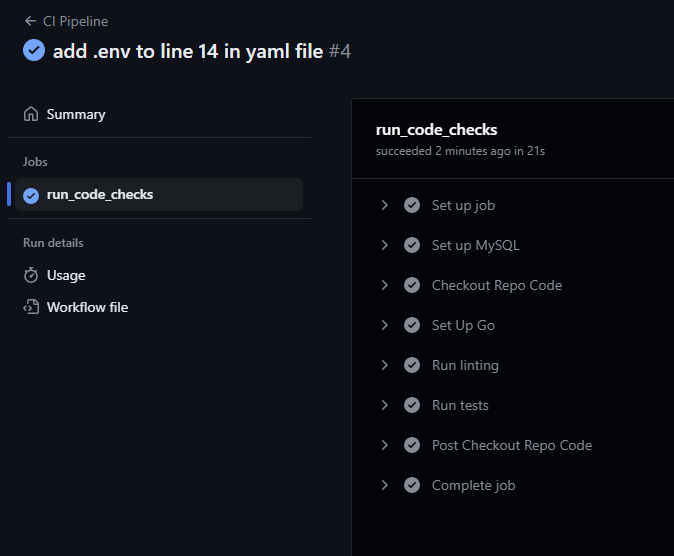 CI Pipeline
add .env to line 14 in yaml file #4
Summary
Jobs
run_code_checks
Run details
Usage
Workflow file
run_code_checks
succeeded 2 minutes ago in 21s
Set up job
Set up MySQL
Checkout Repo Code
Set Up Go
Run linting
Run tests
Post Checkout Repo Code
Complete job